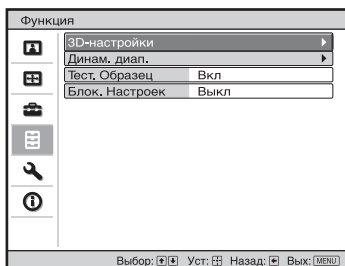 Функция
3D-настройки
Динам. диап.
Тест. Образец Вкл
Блок. Настроек Выкл
Выбор: Уст: Назад: Вых: MENU